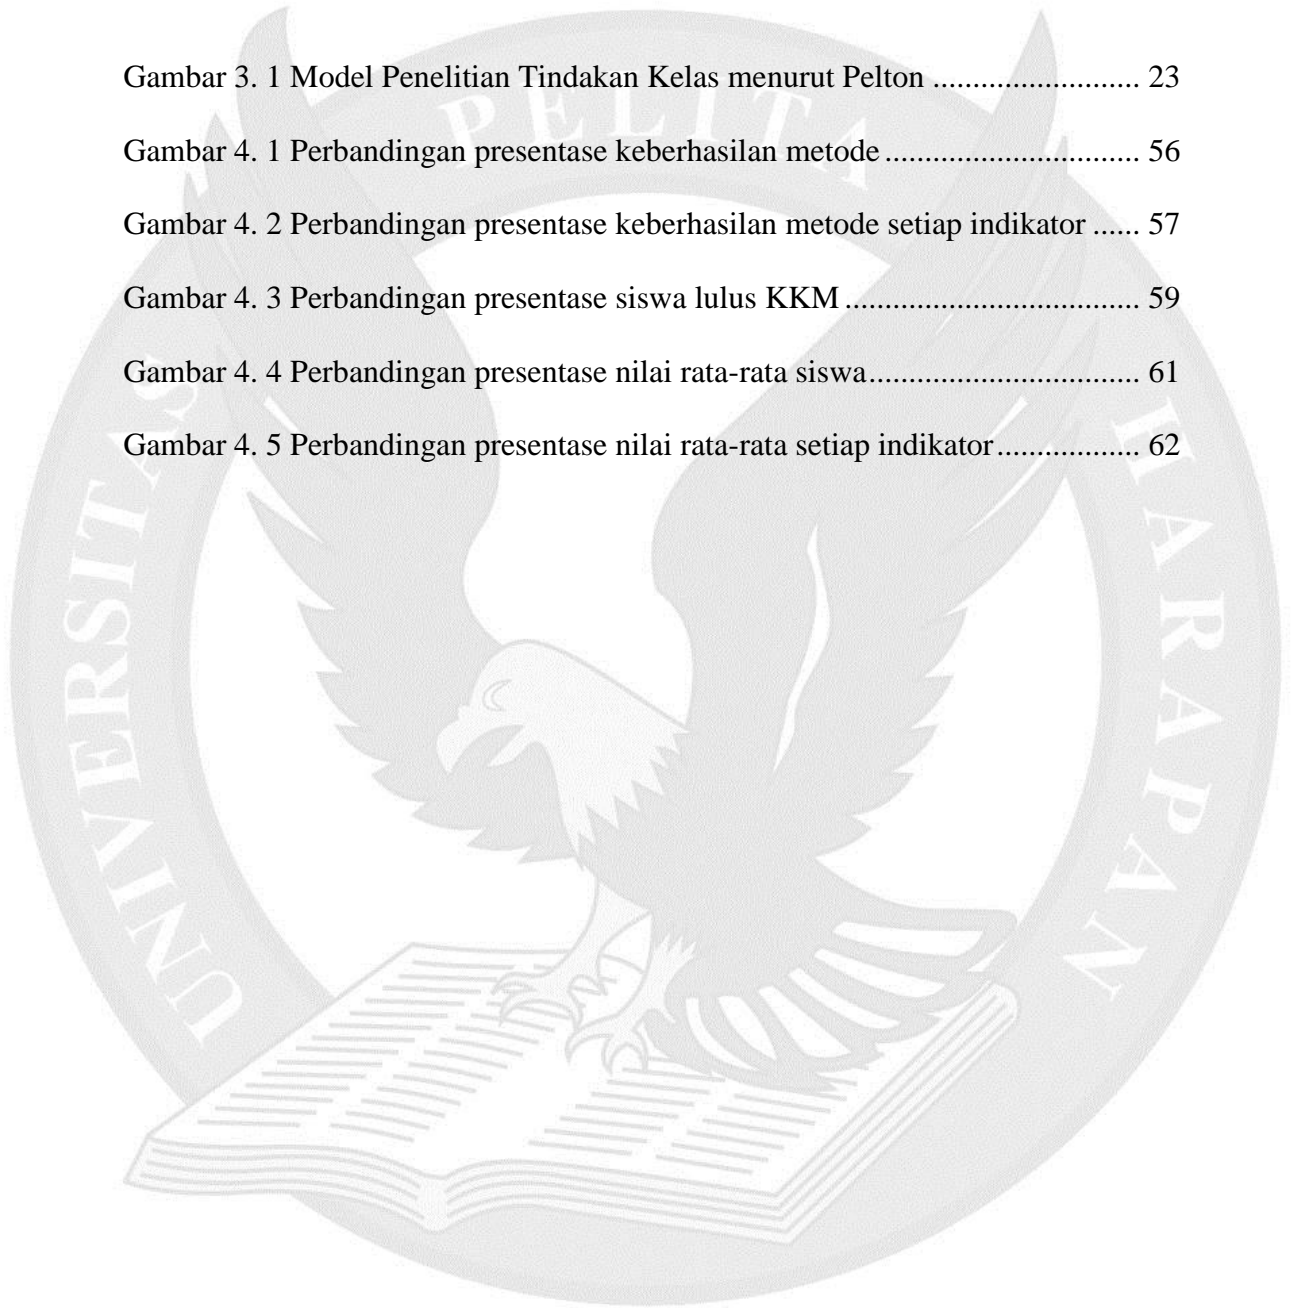 Gambar 3. 1 Model Penelitian Tindakan Kelas menurut Pelton .......................... 23
Gambar 4. 1 Perbandingan presentase keberhasilan metode ................................ 56
Gambar 4. 2 Perbandingan presentase keberhasilan metode setiap indikator ...... 57
Gambar 4. 3 Perbandingan presentase siswa lulus KKM ..................................... 59
Gambar 4. 4 Perbandingan presentase nilai rata-rata siswa.................................. 61
Gambar 4. 5 Perbandingan presentase nilai rata-rata setiap indikator.................. 62
UNIVERSITAS PELITA HARAPAN